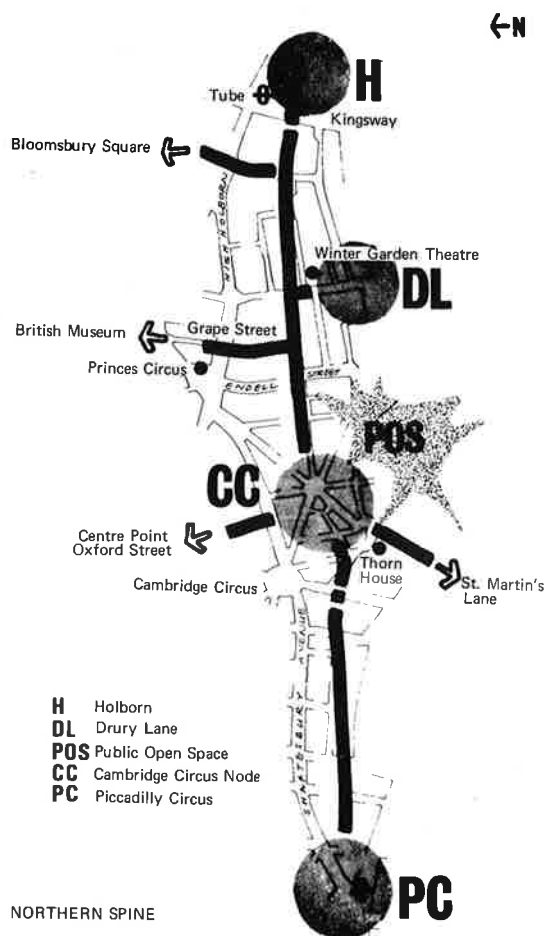 N
H
Tube
Kingsway
Bloomsbury Square
HIGH HOLBORN
Winter Garden Theatre
DL
British Museum
Grape Street
Princes Circus
ENDELL STREET
POS
CC
Centre Point
Oxford Street
Thorn
House
Cambridge Circus
St. Martin's
Lane
SHAFTESBURY AVENUE
H Holborn
DL Drury Lane
POS Public Open Space
CC Cambridge Circus Node
PC Piccadilly Circus
PC
NORTHERN SPINE